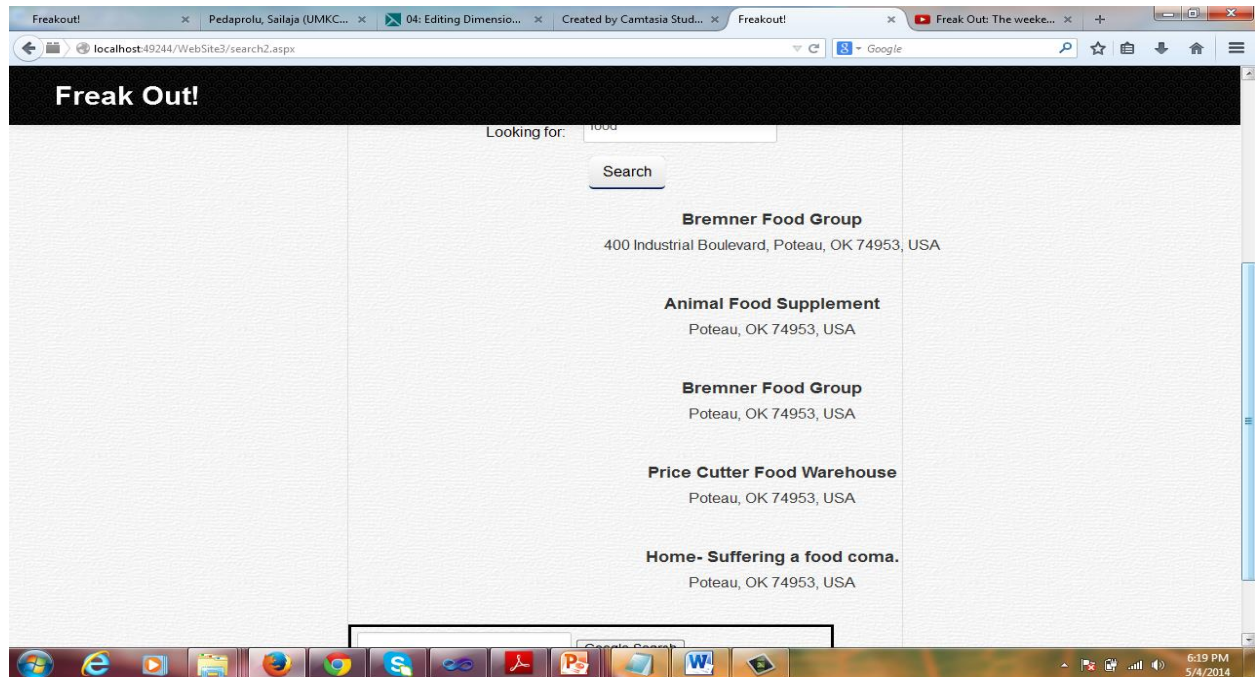 Freakout!
Pedaprolu, Sailaja (UMKC...
04: Editing Dimensio...
Created by Camtasia Stud...
Freakout!
Freak Out: The weeke...
localhost:49244/WebSite3/search2.aspx
Google
Freak Out!
Looking for:
food
Search
Bremner Food Group
400 Industrial Boulevard, Poteau, OK 74953, USA
Animal Food Supplement
Poteau, OK 74953, USA
Bremner Food Group
Poteau, OK 74953, USA
Price Cutter Food Warehouse
Poteau, OK 74953, USA
Home- Suffering a food coma.
Poteau, OK 74953, USA
Google Search
6:19 PM
5/4/2014